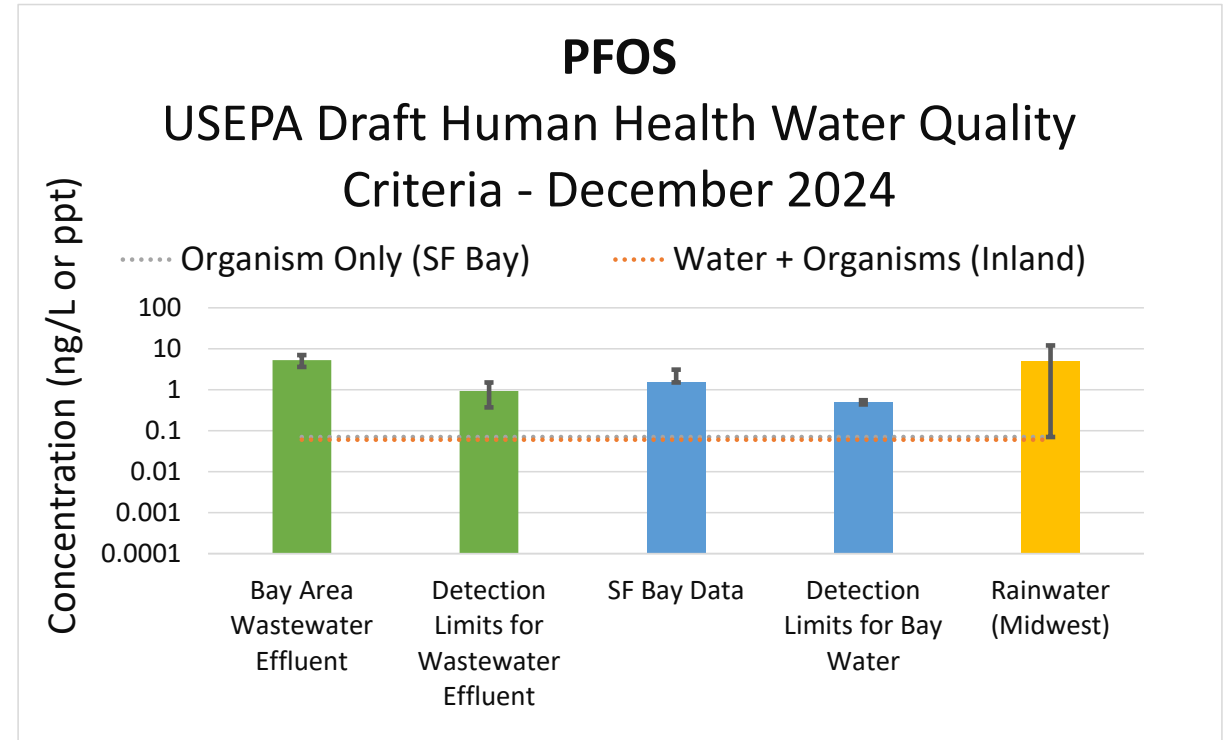 PFOS
USEPA Draft Human Health Water Quality
Criteria - December 2024
Organism Only (SF Bay)
Water + Organisms (Inland)
Concentration (ng/L or ppt)
100
10
1
0.1
0.01
0.001
0.0001
Bay Area
Wastewater
Effluent
Detection
Limits for
Wastewater
Effluent
SF Bay Data
Detection
Limits for Bay
Water
Rainwater
(Midwest)